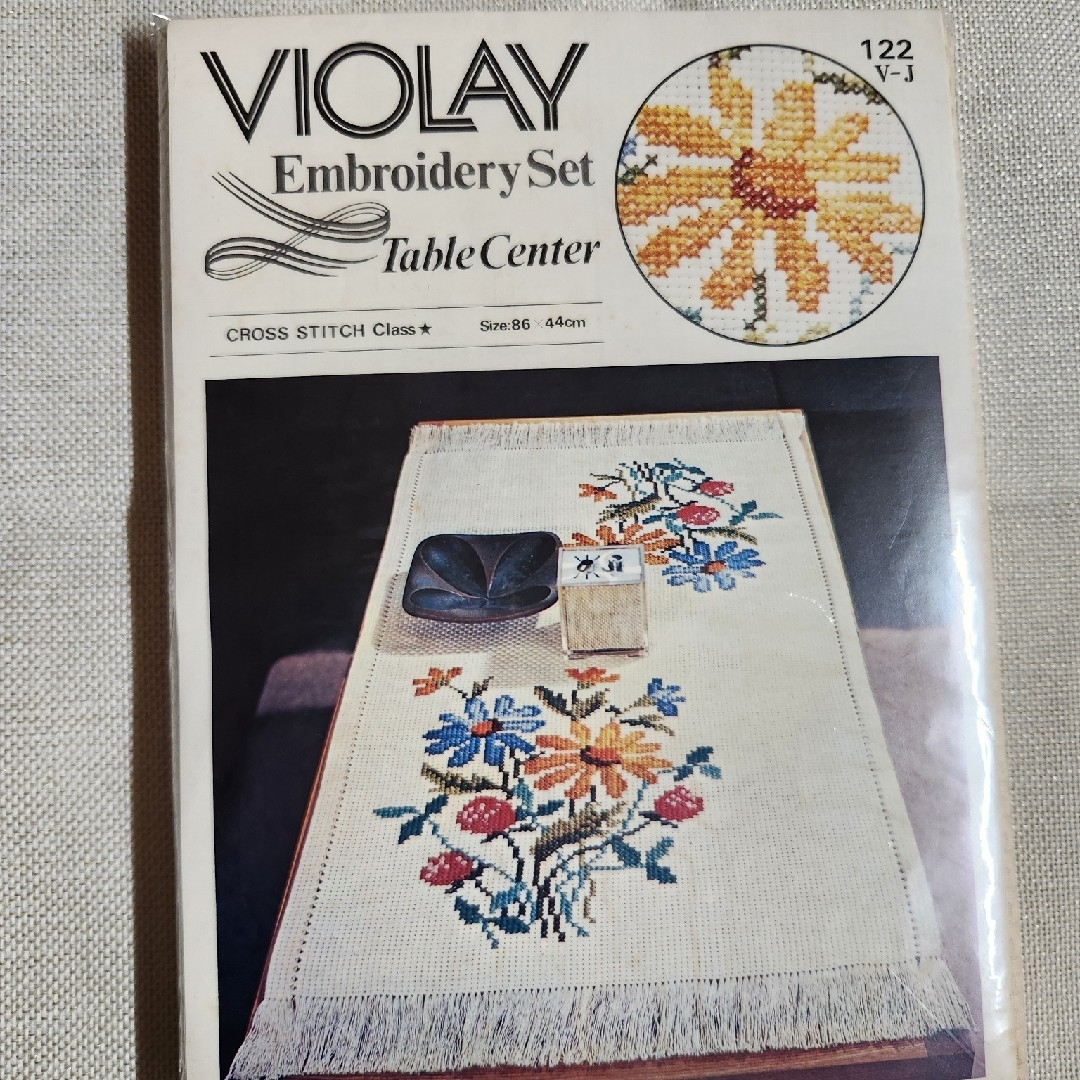 VIOLAY
122
V-J
Embroidery Set
Table Center
CROSS STITCH Class★ Size:86×44cm